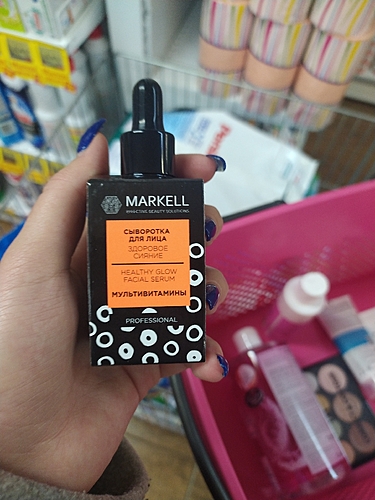 MARKELL
EFFECTIVE BEAUTY SOLUTIONS
СЫВОРОТКА
ДЛЯ ЛИЦА
ЗДОРОВОЕ
СИЯНИЕ
HEALTHY GLOW
FACIAL SERUM
МУЛЬТИВИТАМИНЫ
PROFESSIONAL